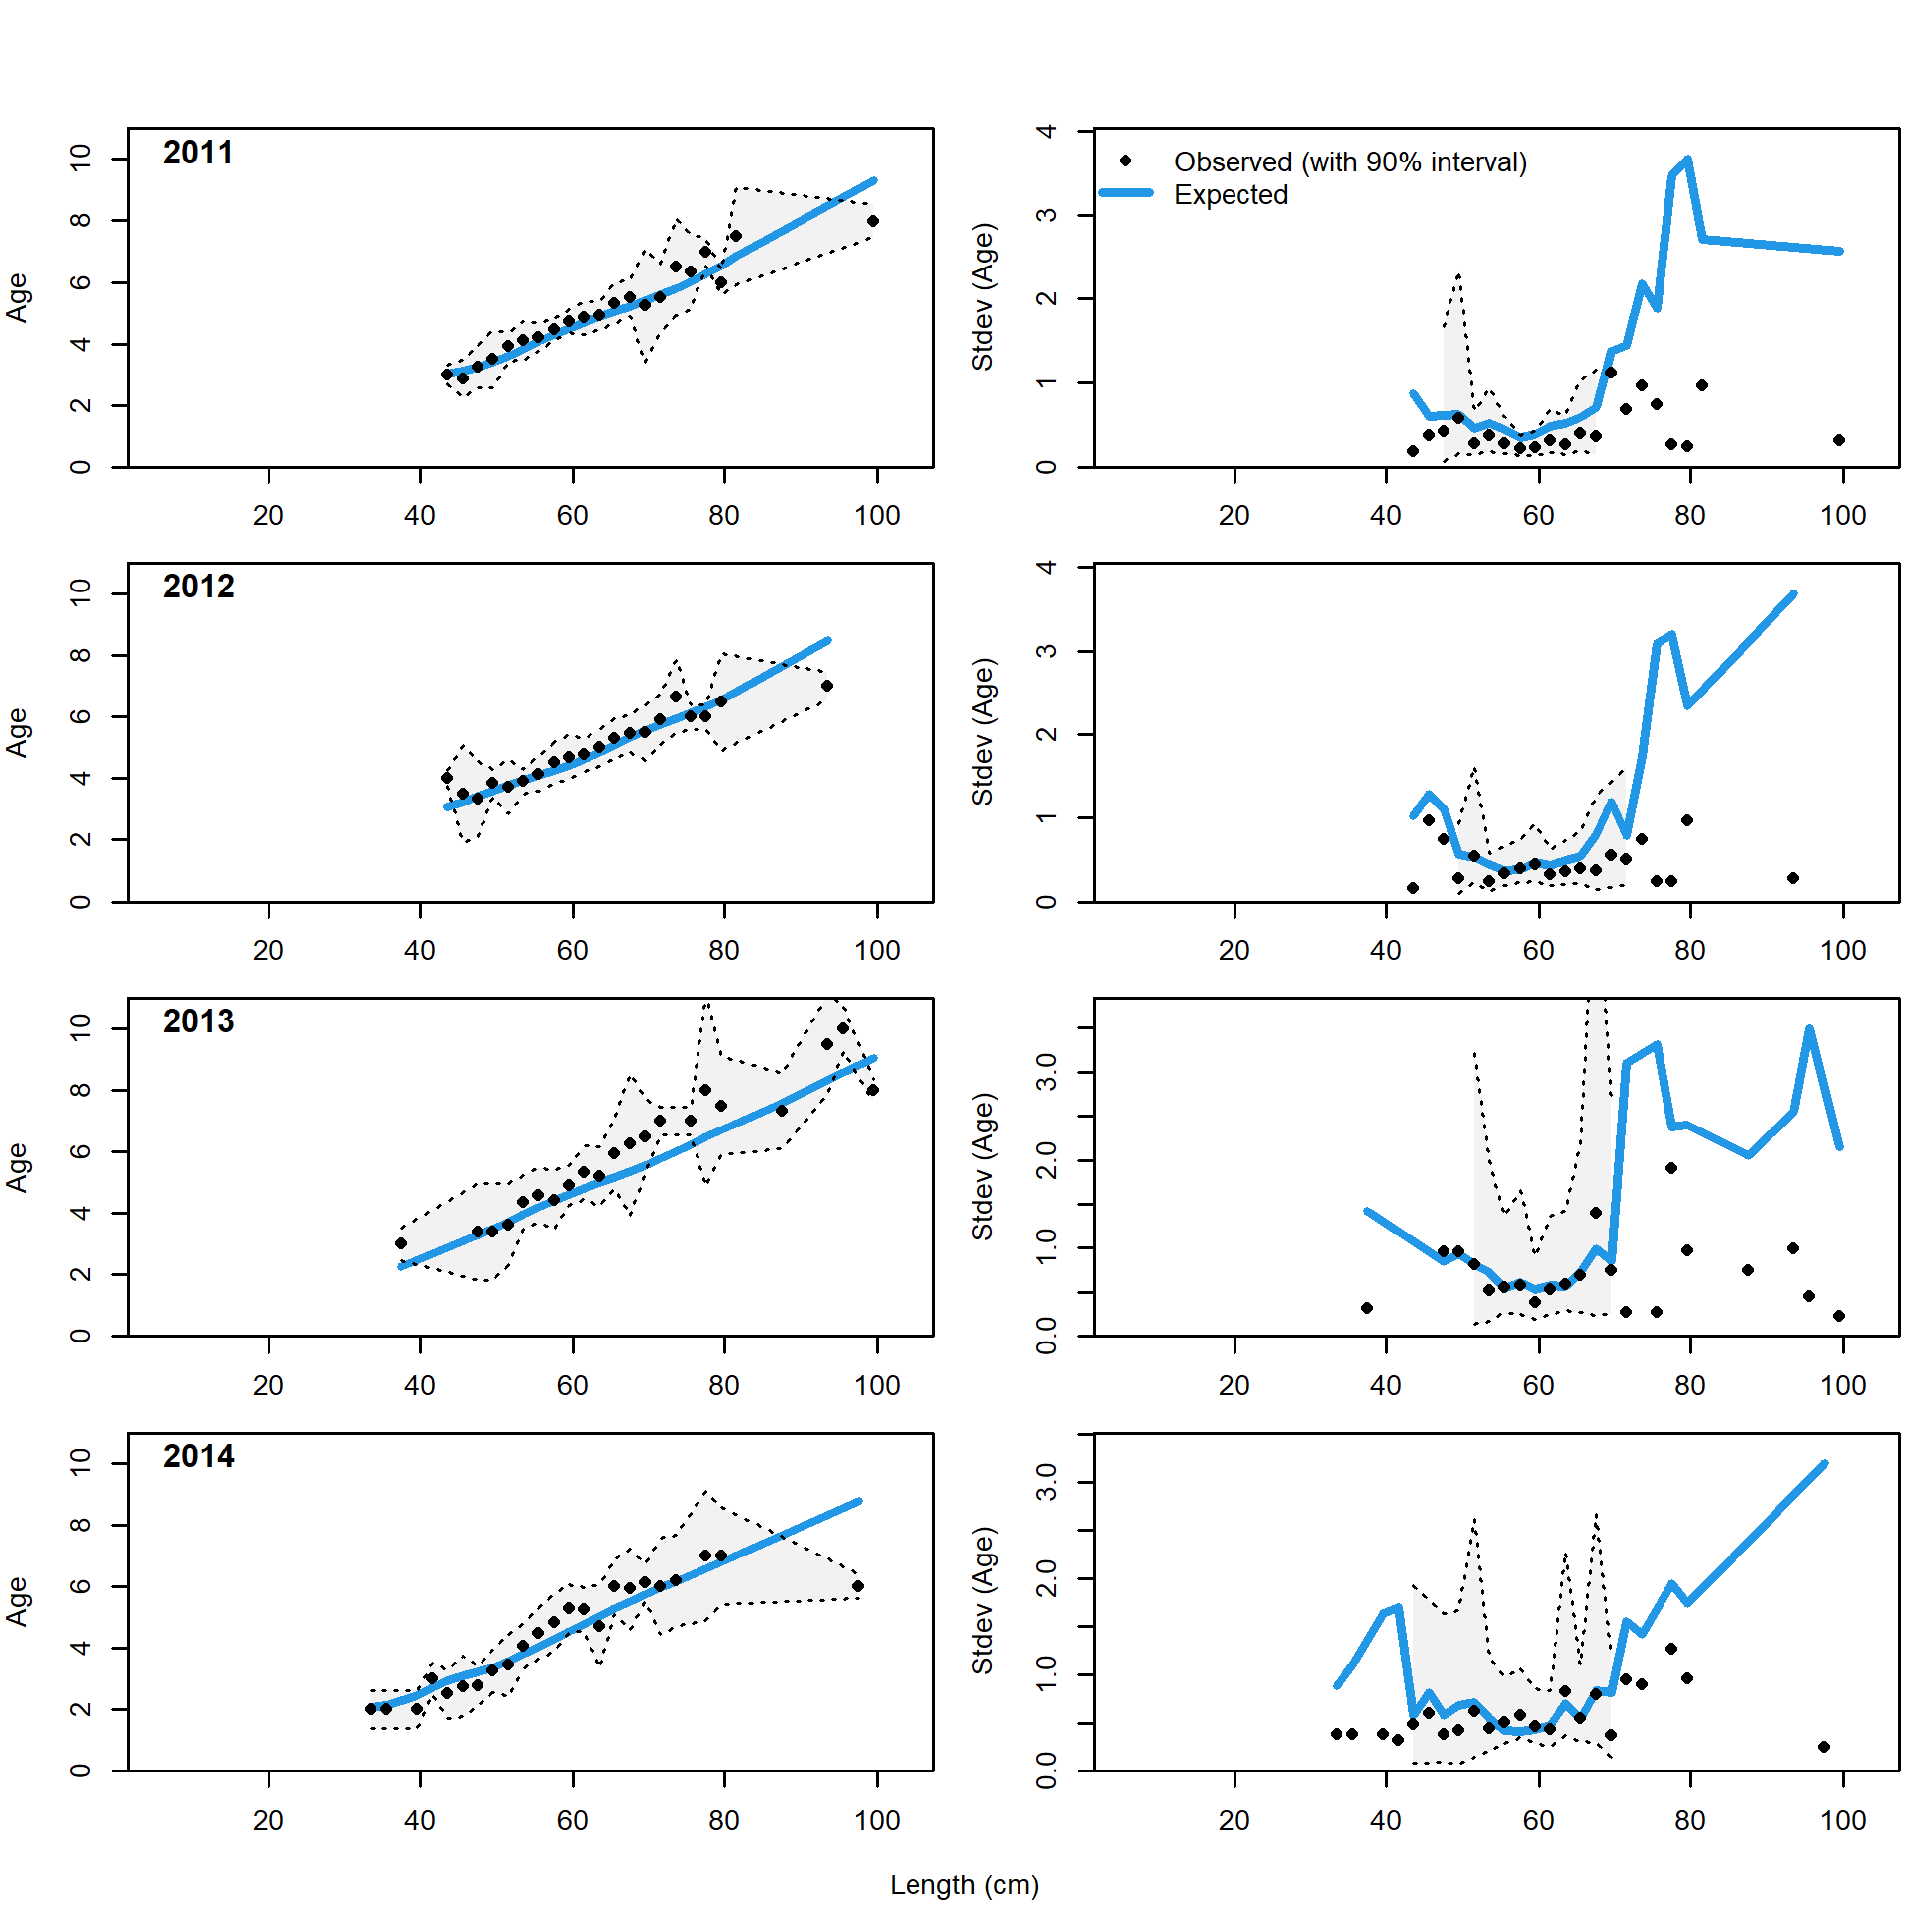 2011
Age
0 2 4 6 8 10
20 40 60 80 100
Observed (with 90% interval)
Expected
Stdev (Age)
0 1 2 3 4
20 40 60 80 100
2012
Age
0 2 4 6 8 10
20 40 60 80 100
Stdev (Age)
0 1 2 3 4
20 40 60 80 100
2013
Age
0 2 4 6 8 10
20 40 60 80 100
Stdev (Age)
0.0 1.0 2.0 3.0
20 40 60 80 100
2014
Age
0 2 4 6 8 10
20 40 60 80 100
Stdev (Age)
0.0 1.0 2.0 3.0
20 40 60 80 100
Length (cm)